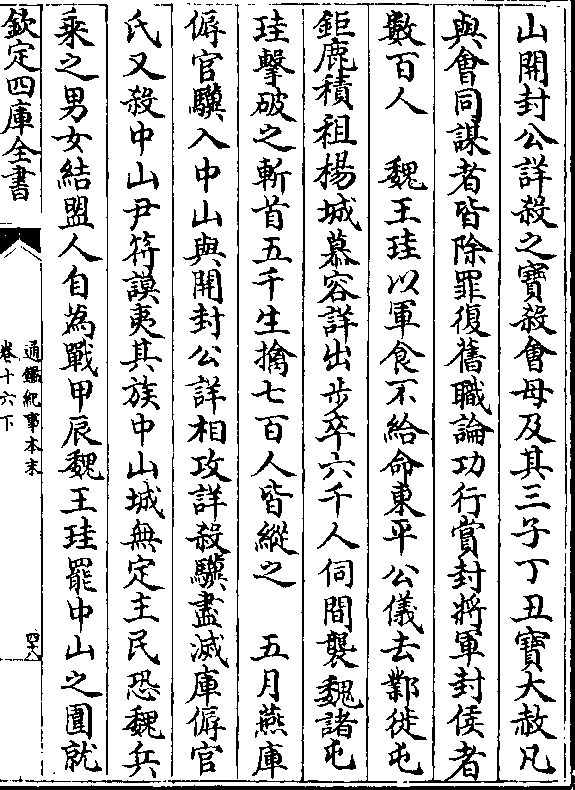 山開封公詳殺之寶殺會母及其三子丁丑寶大赦凡
與會同謀者皆除罪復舊職論功行賞封將軍封侯者
數百人　魏王珪以軍食不給命東平公儀去鄴徙屯
鉅鹿積租楊城慕容詳出步卒六千人伺間襲魏諸屯
珪擊破之斬首五千生擒七百人皆縱之　五月燕庫
傉官驥入中山與開封公詳相攻詳殺驥盡滅庫傉官
氏又殺中山尹苻謨夷其族中山城無定主民恐魏兵
乘之男女結盟人自為戰甲辰魏王珪罷中山之圍就
欽定四庫全書
通鑑紀事本末
卷十六下
四十八